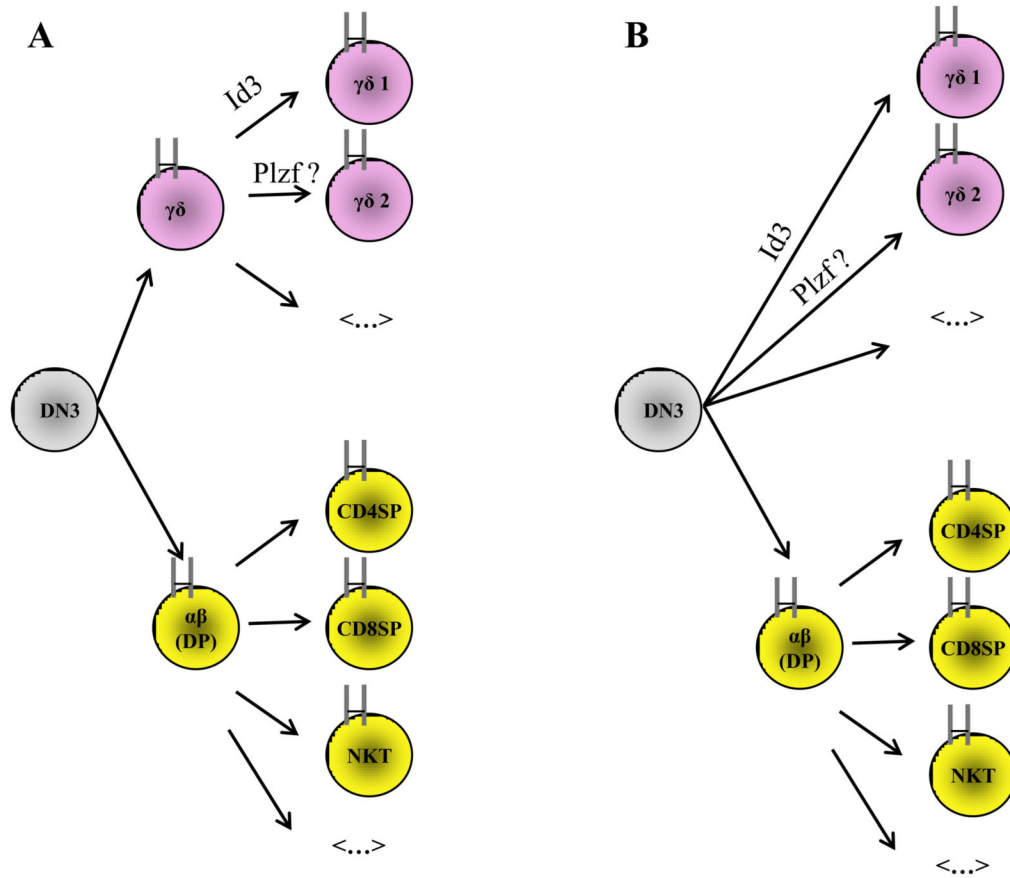 A
Id3
γδ 1
Plzf ?
γδ
γδ 2
<...>
DN3
CD4SP
αβ
(DP)
CD8SP
NKT
<...>
B
γδ 1
γδ 2
Id3
Plzf ?
<...>
DN3
CD4SP
αβ
(DP)
CD8SP
NKT
<...>